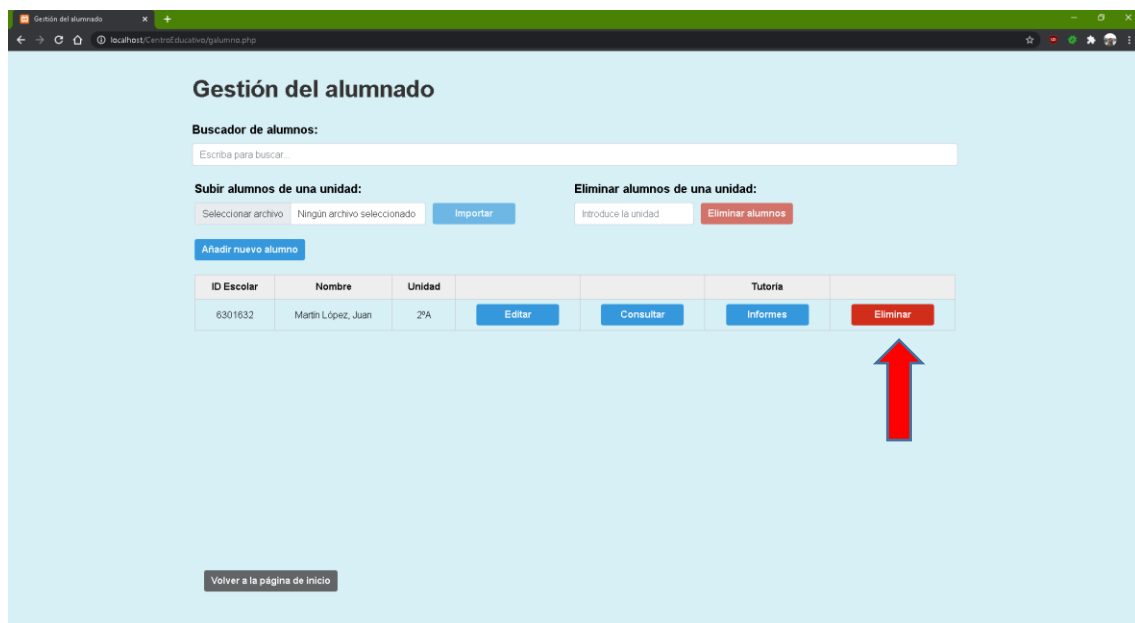 Gestión del alumnado
localhost/CentroEducativo/galumno.php
Gestión del alumnado
Buscador de alumnos:
Escriba para buscar...
Subir alumnos de una unidad:
Eliminar alumnos de una unidad:
Seleccionar archivo Ningún archivo seleccionado Importar
Introduce la unidad Eliminar alumnos
Añadir nuevo alumno
ID Escolar Nombre Unidad Tutoría
6301632 Martín López, Juan 2ºA Editar Consultar Informes Eliminar
Volver a la página de inicio